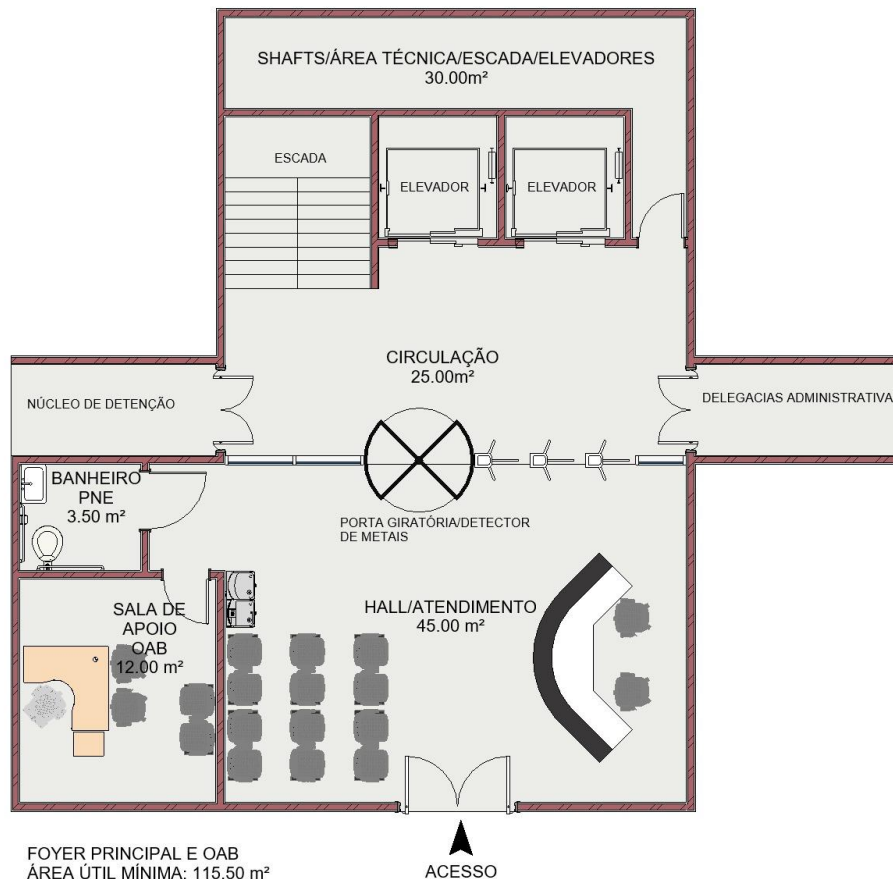 SHAFTS/ÁREA TÉCNICA/ESCADA/ELEVADORES
30.00m²
ESCADA
ELEVADOR
ELEVADOR
CIRCULAÇÃO
25.00m²
NÚCLEO DE DETENÇÃO
DELEGACIAS ADMINISTRATIVA
BANHEIRO
PNE
3.50 m²
PORTA GIRATÓRIA/DETECTOR
DE METAIS
HALL/ATENDIMENTO
45.00 m²
SALA DE
APOIO
OAB
12.00 m²
FOYER PRINCIPAL E OAB
ÁREA ÚTIL MÍNIMA: 115.50 m²
ACESSO